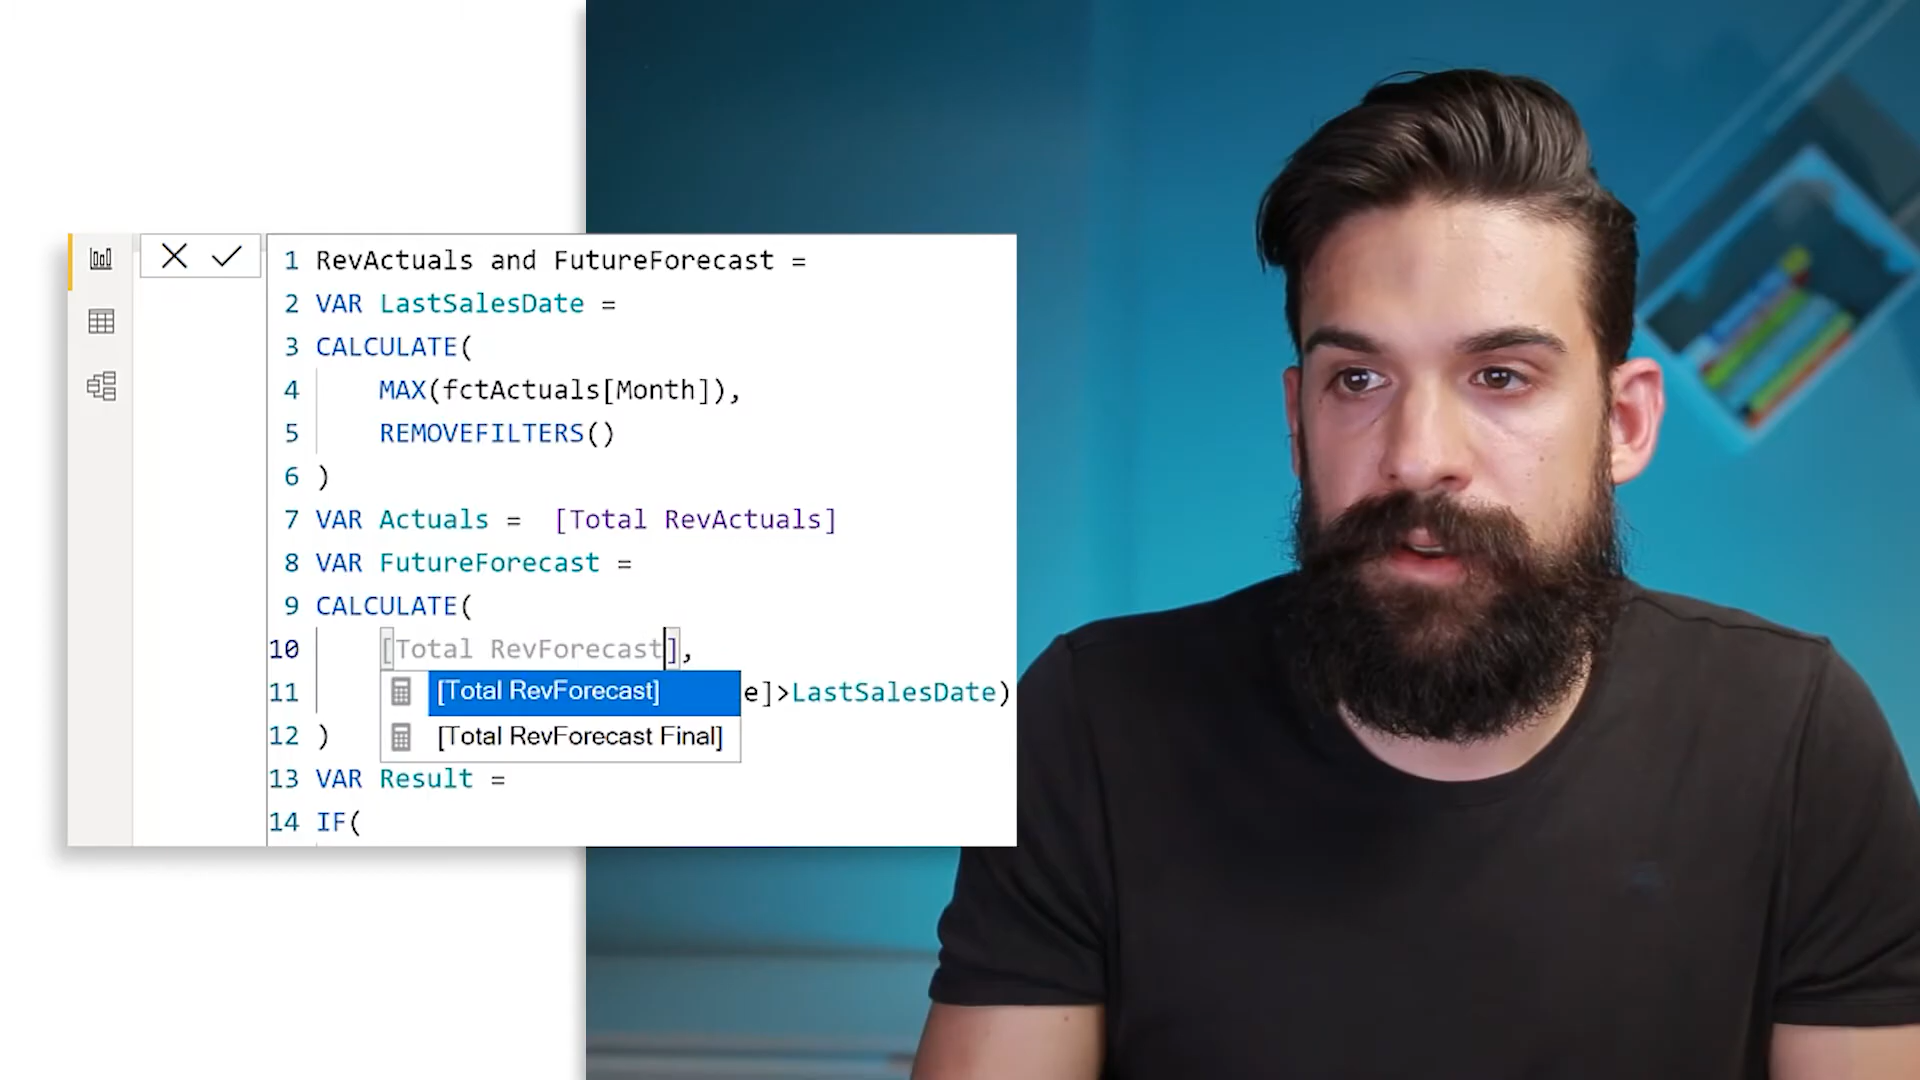 1 RevActuals and FutureForecast =
2 VAR LastSalesDate =
3 CALCULATE(
4 MAX(fctActuals[Month]),
5 REMOVEFILTERS()
6 )
7 VAR Actuals = [Total RevActuals]
8 VAR FutureForecast =
9 CALCULATE(
10 [Total RevForecast],
[Total RevForecast]
11 e]>LastSalesDate)
12 )
[Total RevForecast Final]
13 VAR Result =
14 IF(